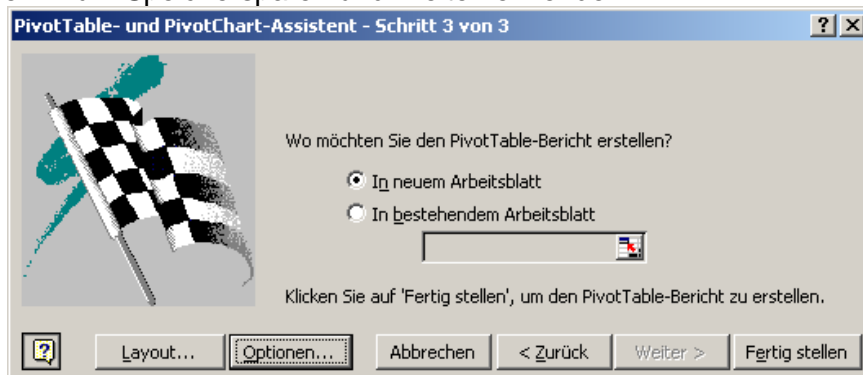 PivotTable- und PivotChart-Assistent - Schritt 3 von 3
Wo möchten Sie den PivotTable-Bericht erstellen?
In neuem Arbeitsblatt
In bestehendem Arbeitsblatt
Klicken Sie auf 'Fertig stellen', um den PivotTable-Bericht zu erstellen.
Layout... Optionen... Abbrechen < Zurück Weiter > Fertig stellen